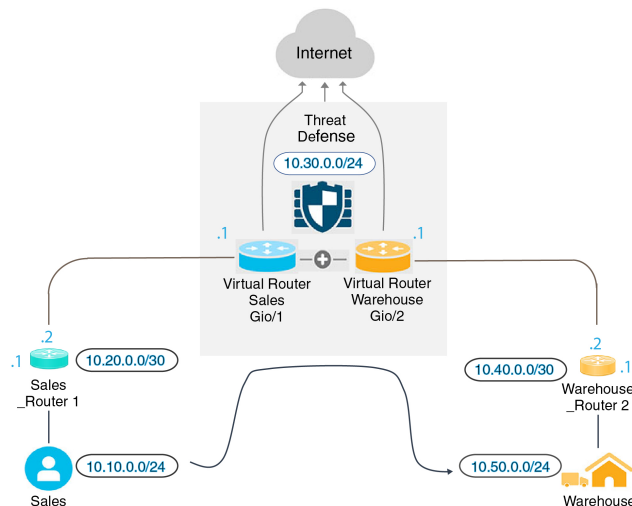 Internet
Threat
Defense
10.30.0.0/24
.1
.1
Virtual Router
Sales
Gio/1
Virtual Router
Warehouse
Gio/2
.2
.1
10.20.0.0/30
Sales
_Router 1
.2
10.40.0.0/30
.1
Warehouse
_Router 2
10.10.0.0/24
Sales
10.50.0.0/24
Warehouse